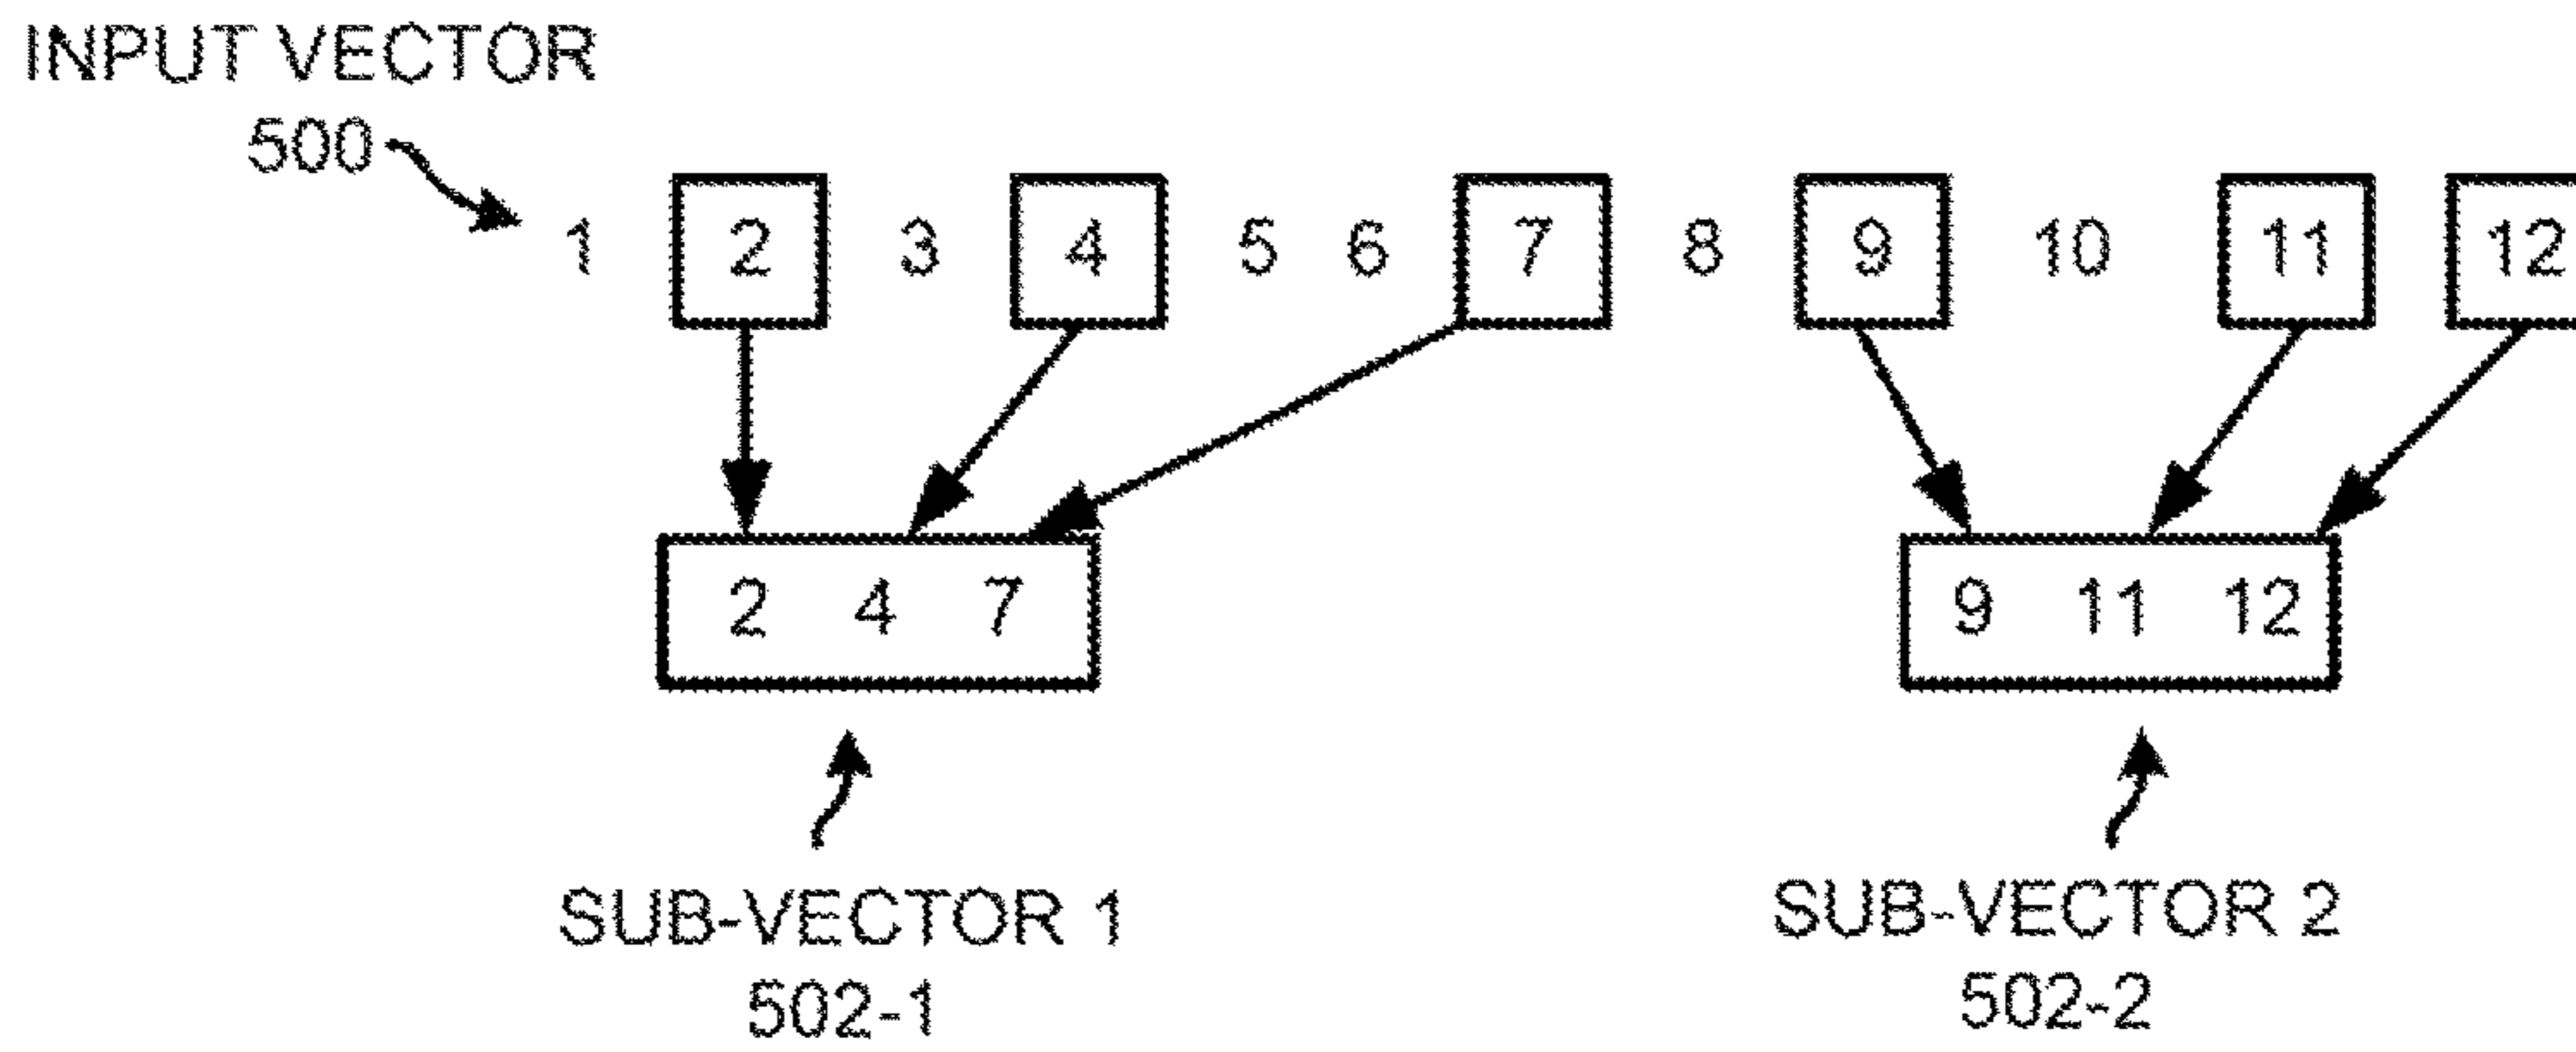 INPUT VECTOR
500
1 2 3 4 5 6 7 8 9 10 11 12
2 4 7
9 11 12
SUB-VECTOR 1
502-1
SUB-VECTOR 2
502-2